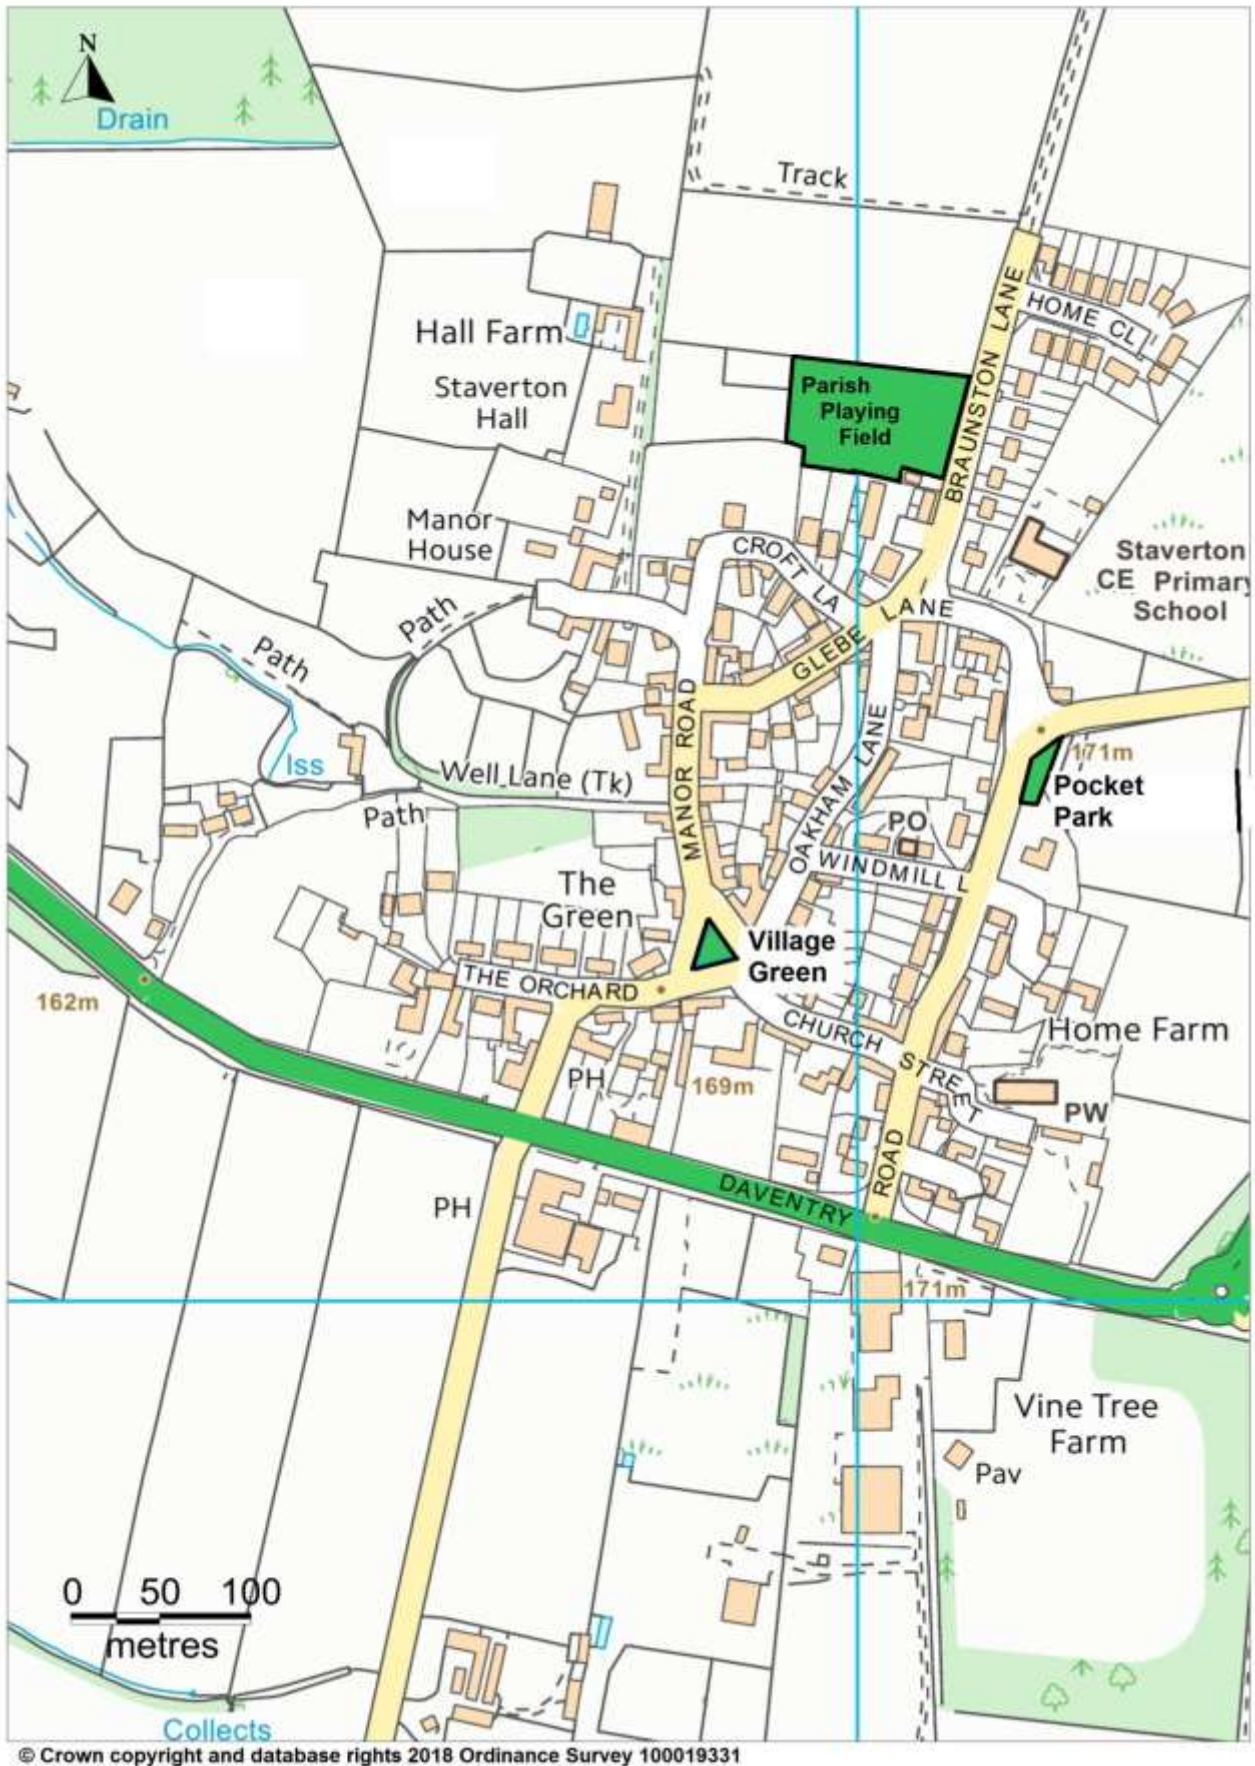 N
Drain
Track
Hall Farm
HOME CL
Staverton
Hall
Parish
Playing
Field
BRAUNSTON LANE
Manor
House
CROFT LA
Staverton
CE Primary
School
Path
Path
GLEBE LANE
MANOR ROAD
OAKHAM LANE
Iss
Well Lane (Tk)
171m
Pocket
Park
Path
PO
WINDMILL L
The
Green
Village
Green
THE ORCHARD
162m
CHURCH STREET
Home Farm
PH
169m
PW
PH
DAVENTRY ROAD
171m
Vine Tree
Farm
Pav
0 50 100
metres
Collects
© Crown copyright and database rights 2018 Ordinance Survey 100019331